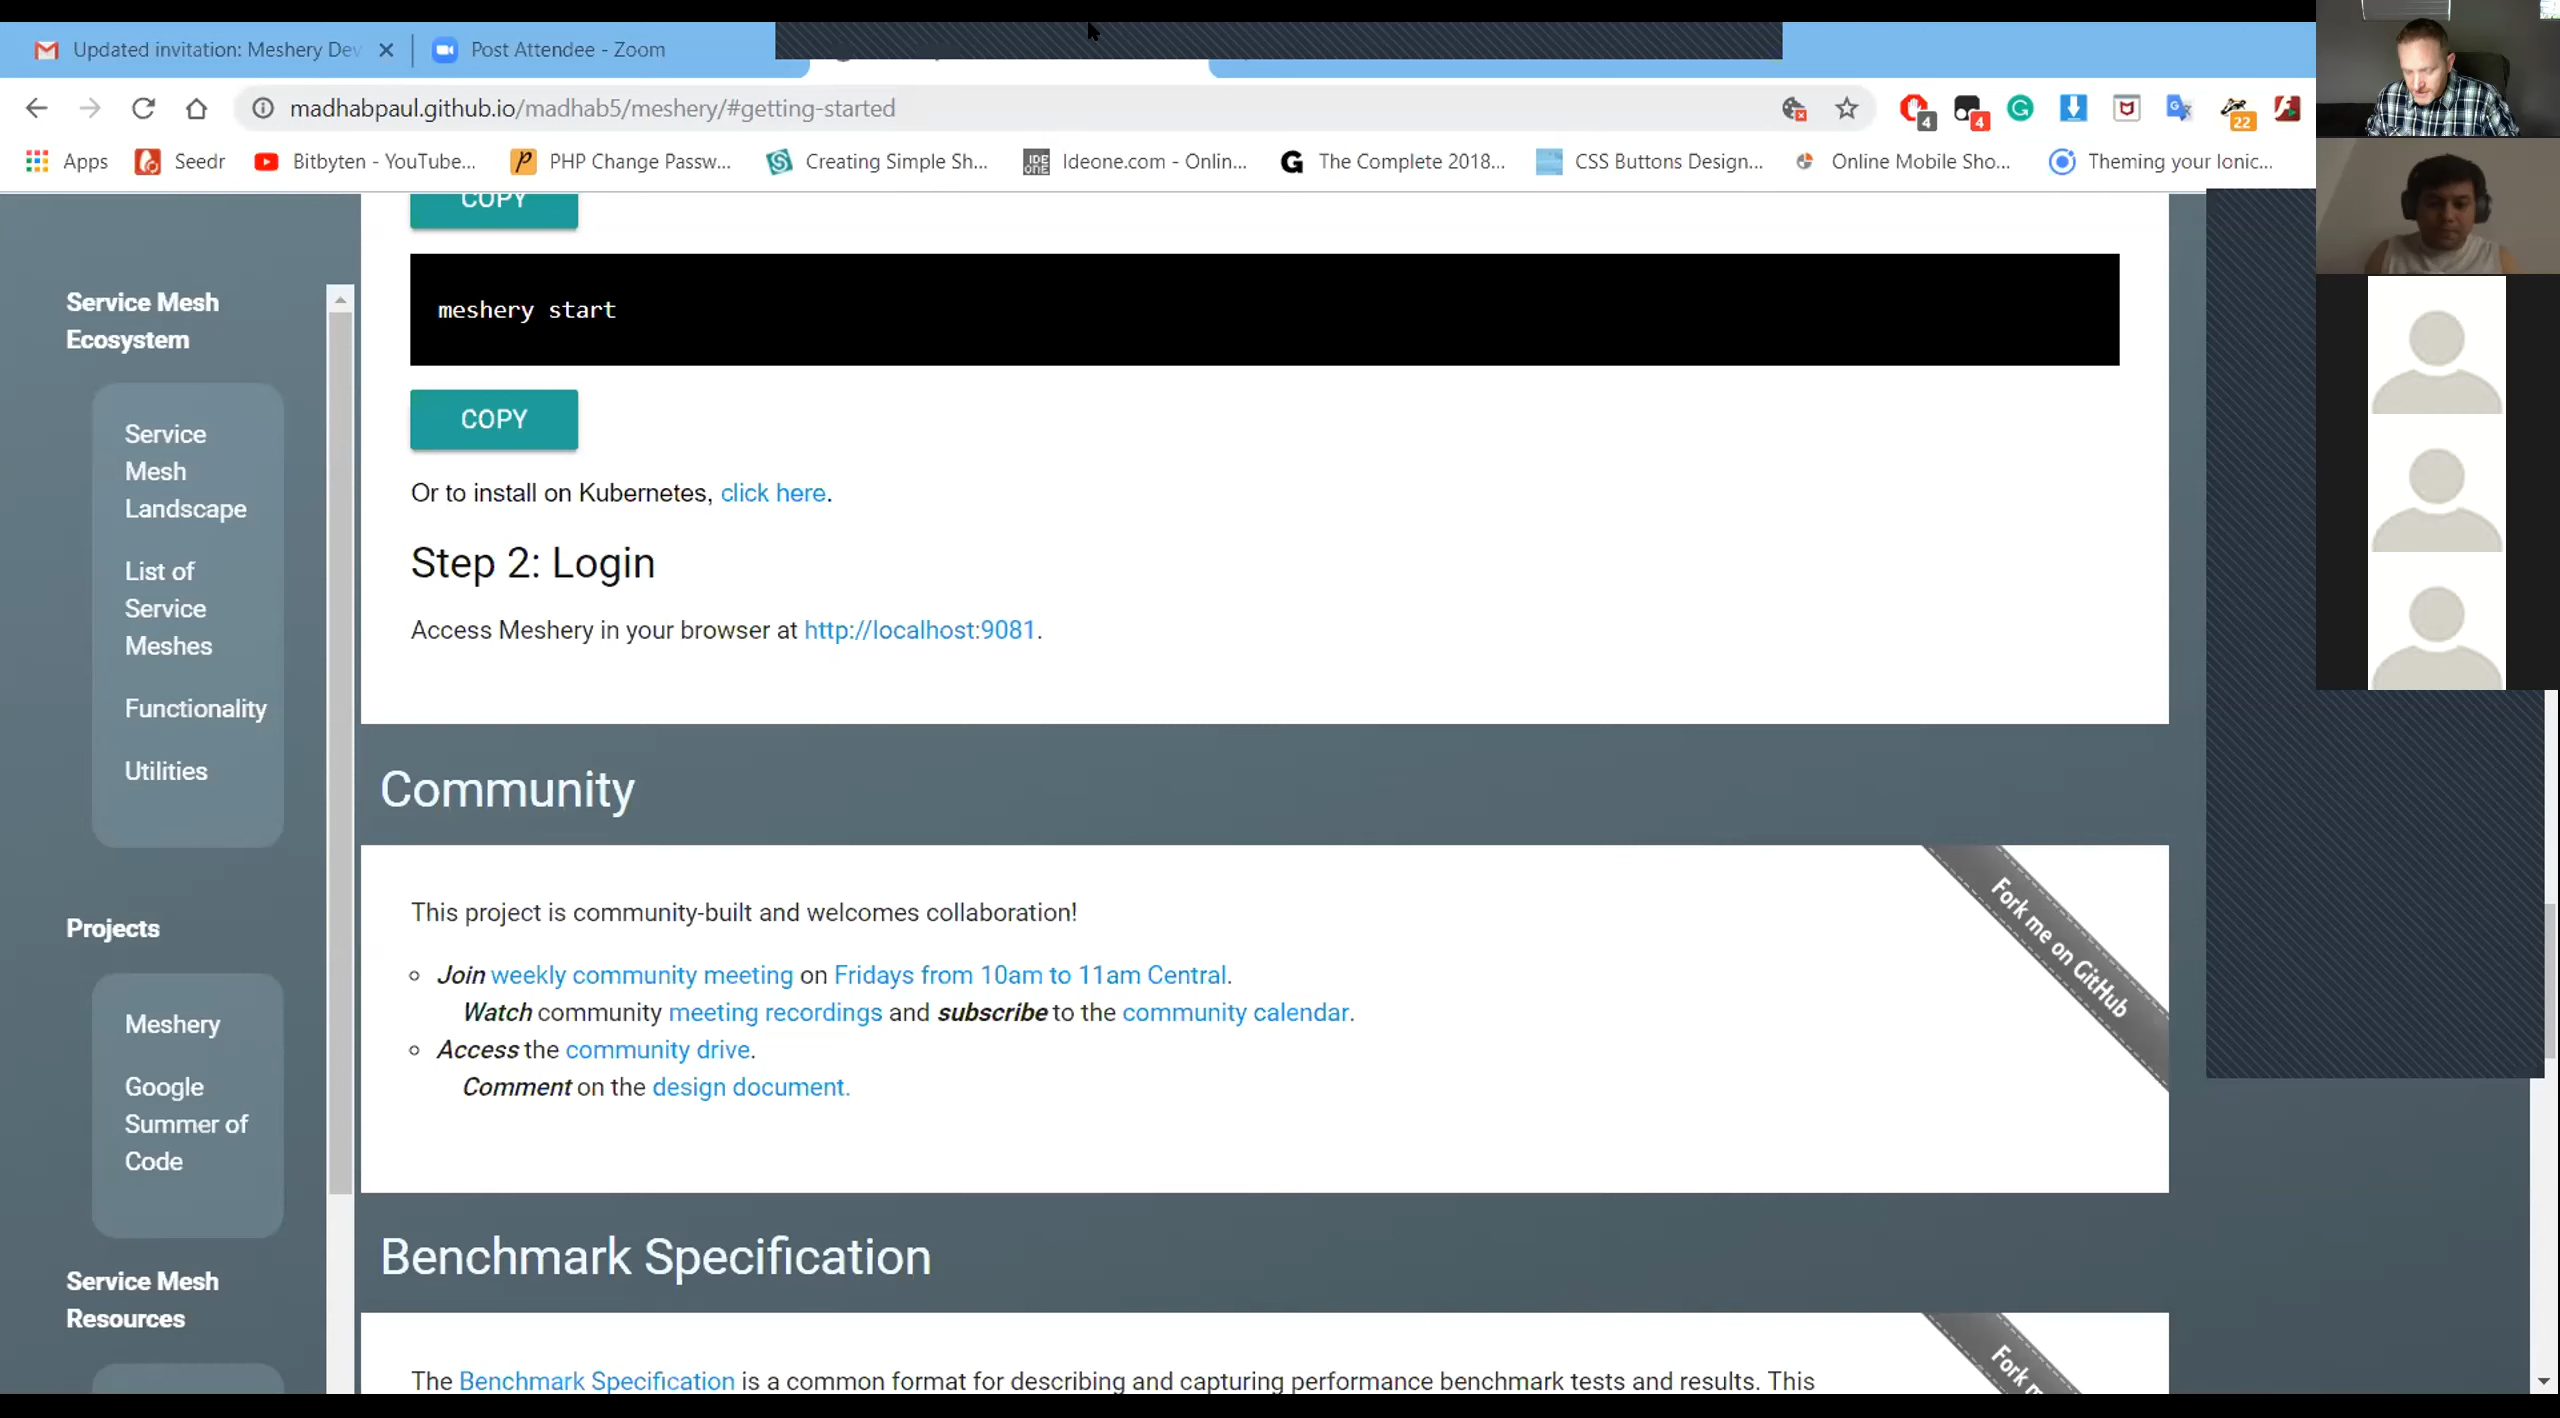 Updated invitation: Meshery Dev
Post Attendee - Zoom
madhabpaul.github.io/madhab5/meshery/#getting-started
4
4
22
Apps
Seedr
Bitbyten - YouTube...
PHP Change Passw...
Creating Simple Sh...
IDE ONE
Ideone.com - Onlin...
The Complete 2018...
CSS Buttons Design...
Online Mobile Sho...
Theming your Ionic...
Service Mesh
Ecosystem
Service
Mesh
Landscape
List of
Service
Meshes
Functionality
Utilities
Projects
Meshery
Google
Summer of
Code
Service Mesh
Resources
COPY
meshery start
COPY
Or to install on Kubernetes, click here.
Step 2: Login
Access Meshery in your browser at http://localhost:9081.
Community
This project is community-built and welcomes collaboration!
Join weekly community meeting on Fridays from 10am to 11am Central.
Watch community meeting recordings and subscribe to the community calendar.
Access the community drive.
Comment on the design document.
Fork me on GitHub
Benchmark Specification
The Benchmark Specification is a common format for describing and capturing performance benchmark tests and results. This
Fork m